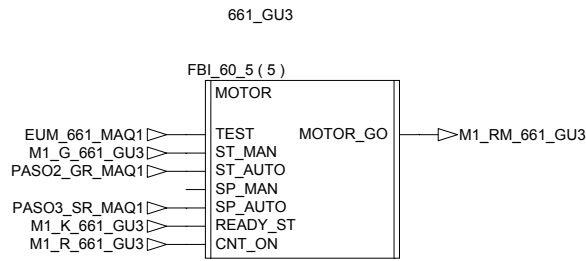 661_GU3
FBI_60_5 ( 5 )
MOTOR
EUM_661_MAQ1 TEST MOTOR_GO M1_RM_661_GU3
M1_G_661_GU3 ST_MAN
PASO2_GR_MAQ1 ST_AUTO
SP_MAN
PASO3_SR_MAQ1 SP_AUTO
M1_K_661_GU3 READY_ST
M1_R_661_GU3 CNT_ON